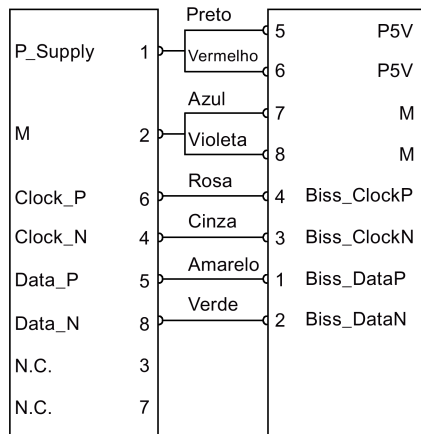 Preto
5 P5V
P_Supply 1
Vermelho
6 P5V
Azul
7 M
M 2
Violeta
8 M
Rosa
Clock_P 6 4 Biss_ClockP
Cinza
Clock_N 4 3 Biss_ClockN
Amarelo
Data_P 5 1 Biss_DataP
Verde
Data_N 8 2 Biss_DataN
N.C. 3
N.C. 7